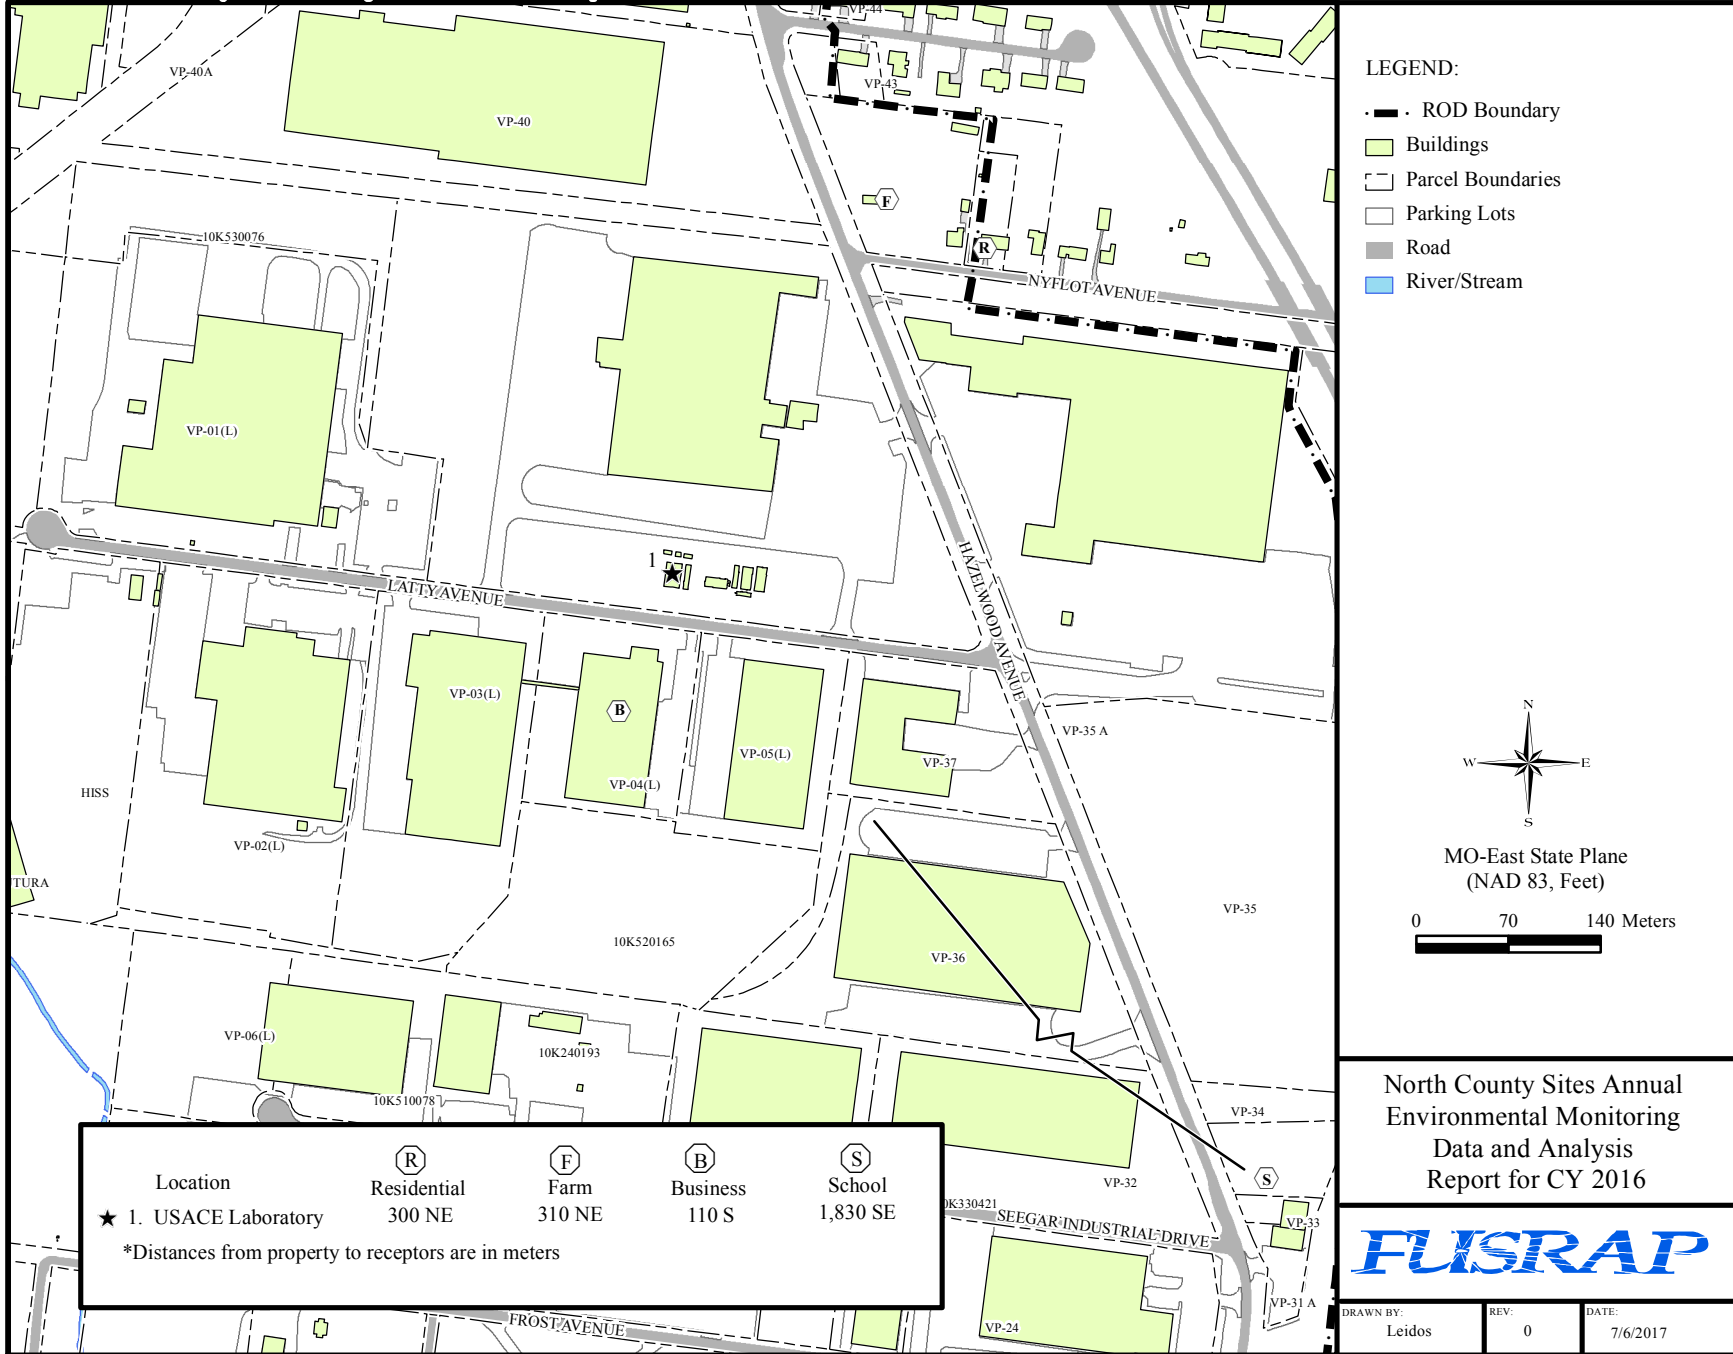 VP-44
VP-40A
VP-43
VP-40
F
10K530076
R
NYFLOT AVENUE
VP-01(L)
1
HAZELWOOD AVENUE
LATTY AVENUE
VP-03(L)
B
VP-35 A
VP-05(L)
VP-37
VP-04(L)
HISS
VP-02(L)
TURA
VP-35
10K520165
VP-36
VP-06(L)
10K240193
10K510078
VP-34
S
VP-32
0K330421
SEEGAR INDUSTRIAL DRIVE
VP-33
VP-31 A
FROST AVENUE
VP-24
Location
R
F
B
S
Residential
Farm
Business
School
1. USACE Laboratory
300 NE
310 NE
110 S
1,830 SE
*Distances from property to receptors are in meters
LEGEND:
ROD Boundary
Buildings
Parcel Boundaries
Parking Lots
Road
River/Stream
N
W
E
S
MO-East State Plane
(NAD 83, Feet)
0 70 140 Meters
North County Sites Annual
Environmental Monitoring
Data and Analysis
Report for CY 2016
FUSRAP
DRAWN BY:
Leidos
REV:
0
DATE:
7/6/2017